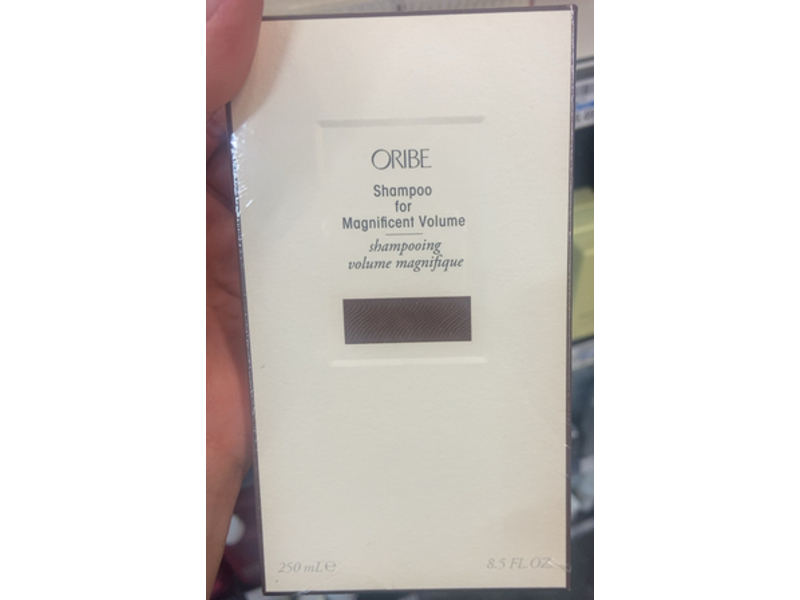 ORIBE
Shampoo
for
Magnificent Volume
shampooing
volume magnifique
250 mL ℮
8.5 FL.OZ.